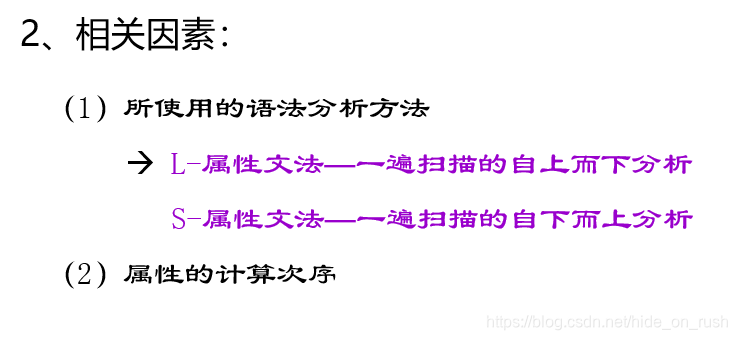 2、相关因素：
（1）所使用的语法分析方法
→ L-属性文法—一遍扫描的自上而下分析
S-属性文法—一遍扫描的自下而上分析
（2）属性的计算次序
https://blog.csdn.net/hide_on_rush